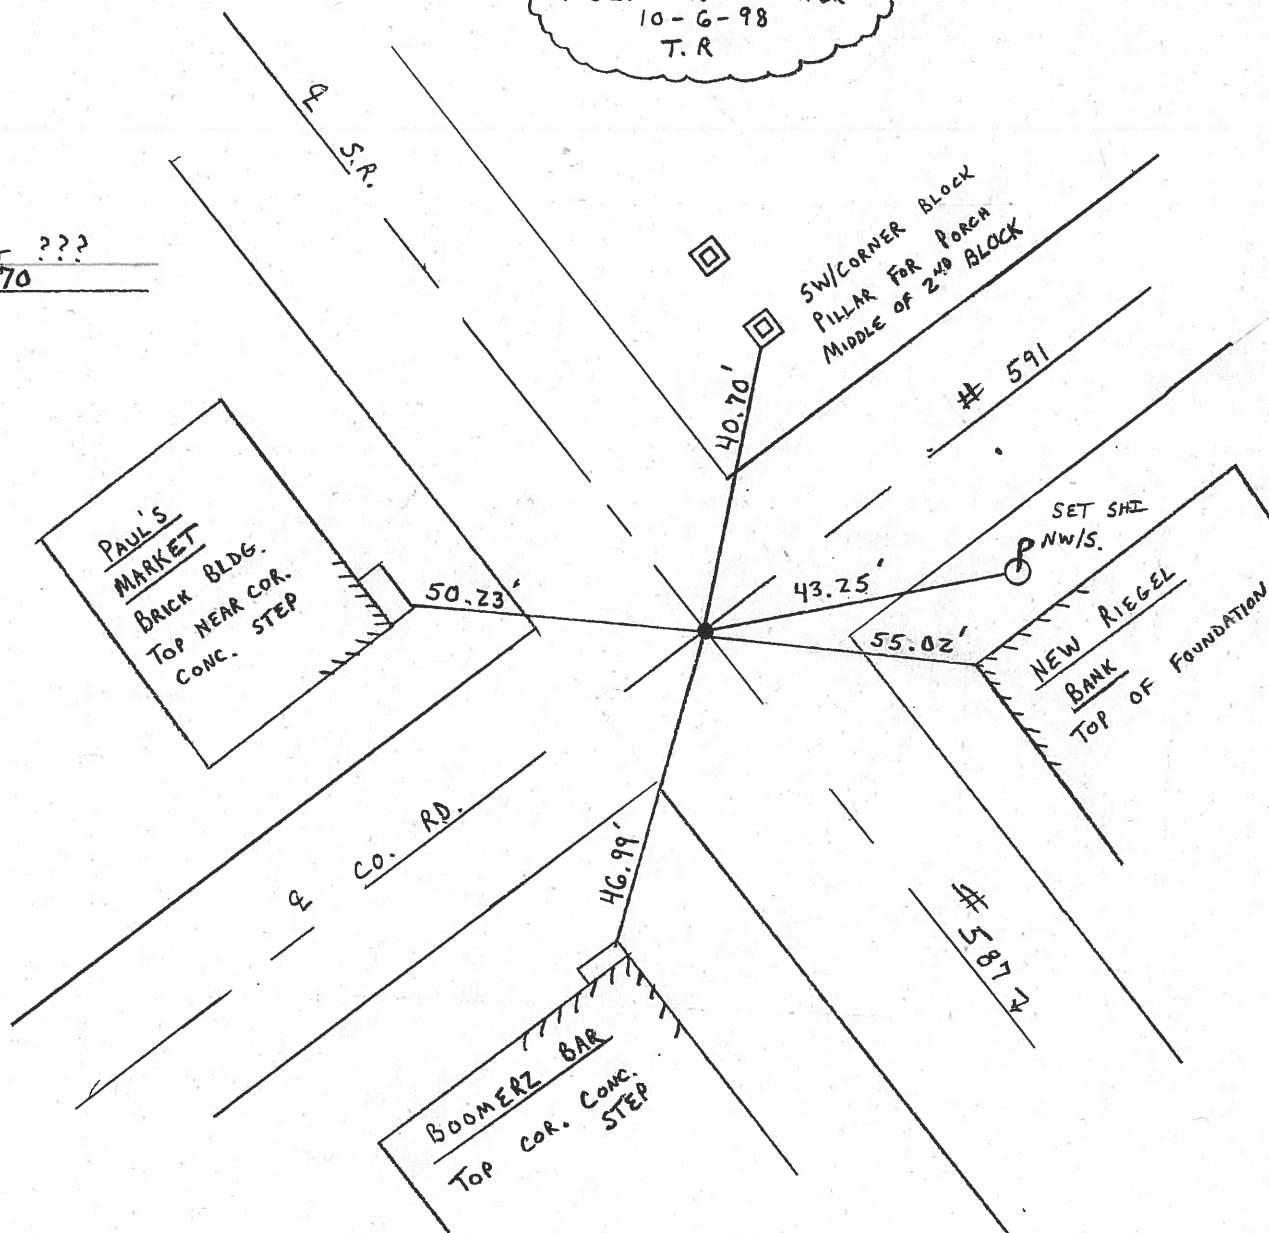 10-6-98
T.R
℄ S.R.
???
70
SW/CORNER BLOCK
PILLAR FOR PORCH
MIDDLE OF 2ND BLOCK
# 591
40.70'
PAUL'S
MARKET
BRICK BLDG.
TOP NEAR COR.
CONC. STEP
50.23'
43.25'
SET SHI
NW/S.
55.02'
NEW RIEGEL
BANK
TOP OF FOUNDATION
℄ CO. RD.
46.99'
# 587
BOOMERZ BAR
TOP COR. CONC.
STEP